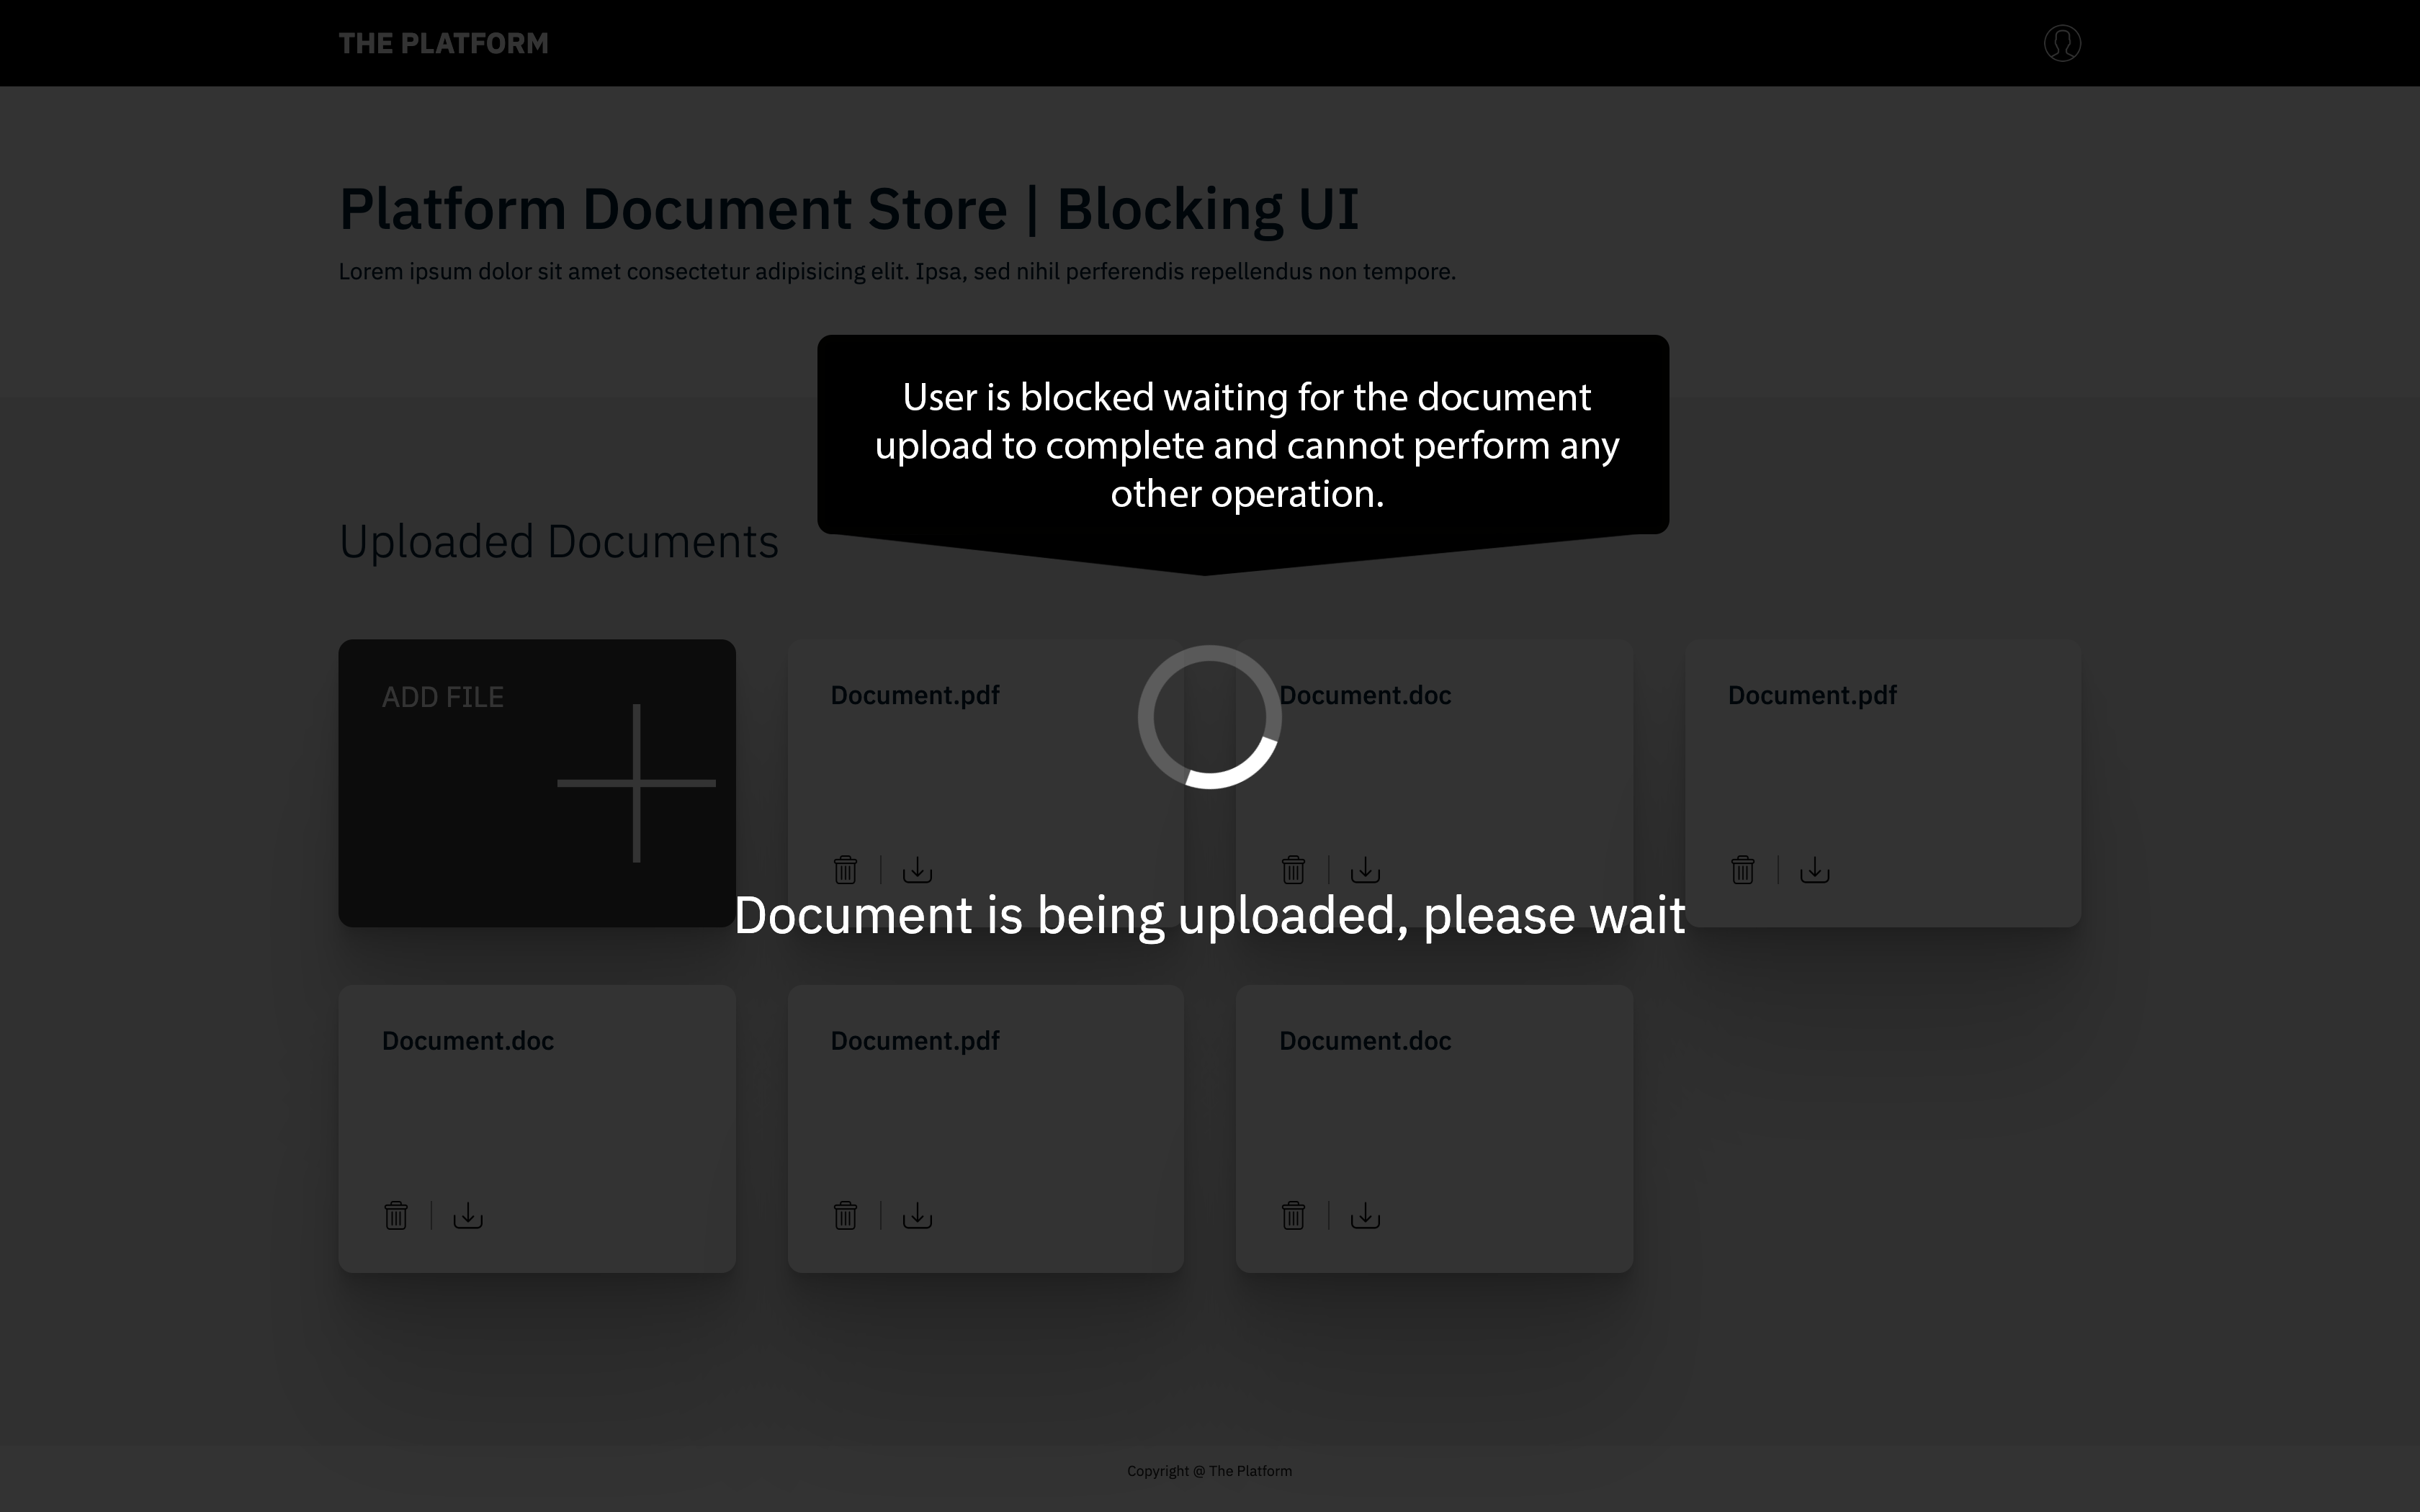 THE PLATFORM
Platform Document Store | Blocking UI
Lorem ipsum dolor sit amet consectetur adipisicing elit. Ipsa, sed nihil perferendis repellendus non tempore.
User is blocked waiting for the document
upload to complete and cannot perform any
other operation.
Uploaded Documents
ADD FILE
Document.pdf
Document.doc
Document.pdf
Document is being uploaded, please wait
Document.doc
Document.pdf
Document.doc
Copyright @ The Platform